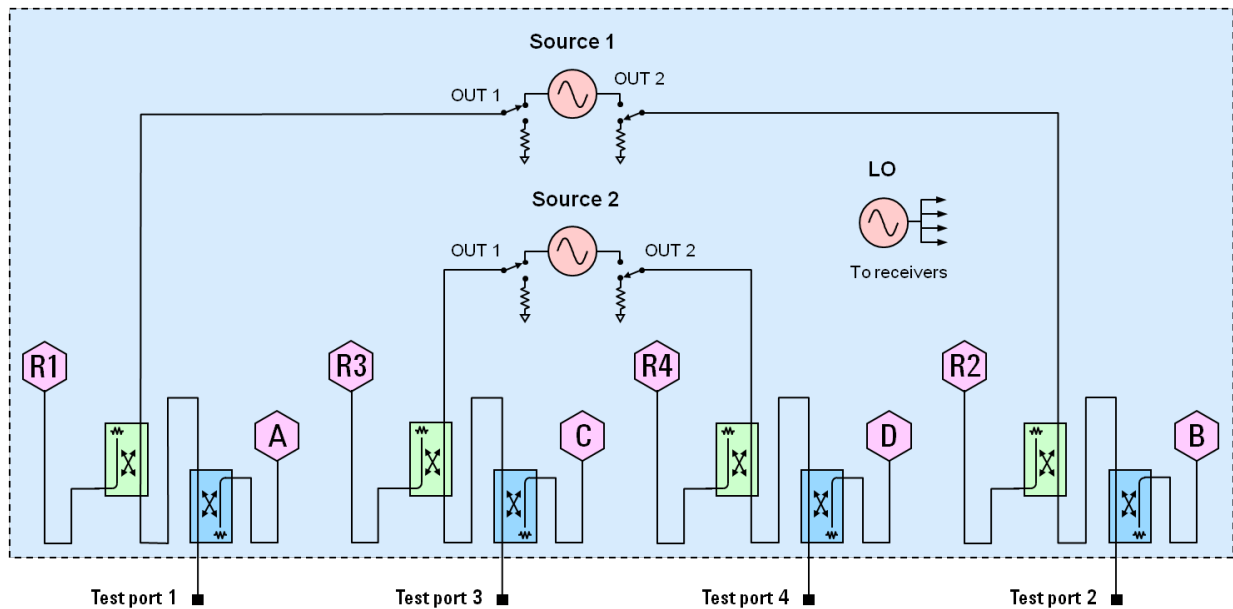 Source 1
OUT 1
OUT 2
LO
To receivers
Source 2
OUT 1
OUT 2
R1
R3
R4
R2
A
C
D
B
Test port 1
Test port 3
Test port 4
Test port 2